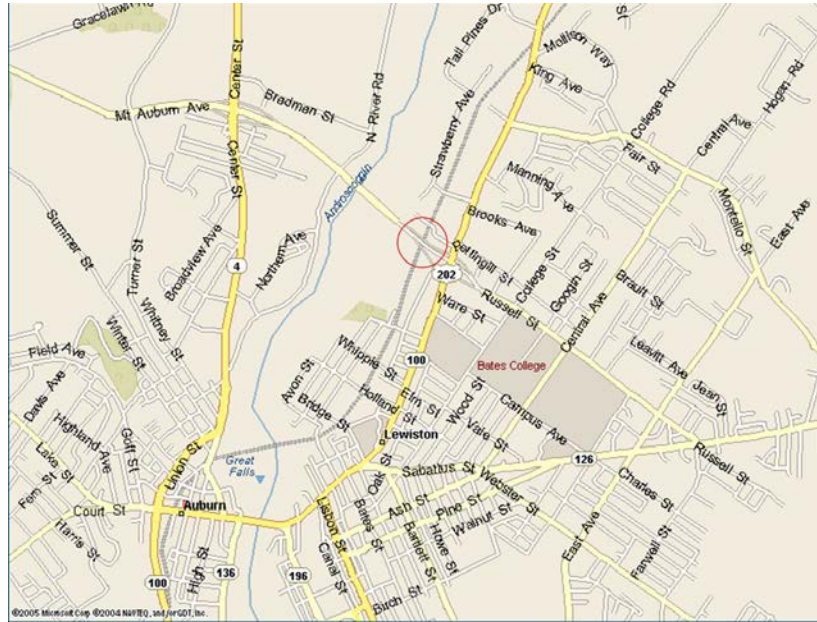 Gracelawn Rd
Center St
Bradman St
Mt Auburn Ave
N River Rd
Tall Pines Dr
Mollison Way
King Ave
College Rd
Hogan Rd
Central Ave
Strawberry Ave
Fair St
Androscoggin
Center St
Manning Ave
Montello St
East Ave
Brooks Ave
Summer St
Turner St
Broadview Ave
Northern Ave
4
Pettingill St
202
College St
Googin St
Brault St
Russell St
Ware St
Central Ave
Whitney St
Winter St
Field Ave
Davis Ave
Highland Ave
Goff St
Avon St
Whipple St
100
Bates College
Leavitt Ave
Jean St
Elm St
Wood St
Holland St
Bridge St
Campus Ave
Vale St
Lewiston
Russell St
126
Union St
Lake St
Great
Falls
Sabattus St
Webster St
Charles St
Oak St
Fern St
Court St
Auburn
Harris St
Lisbon St
Bates St
Ash St
Pine St
Walnut St
East Ave
Farwell St
Canal St
Bartlett St
Howe St
High St
100
136
196
Birch St
©2005 Microsoft Corp ©2004 NAVTEQ, and/or GDT, Inc.